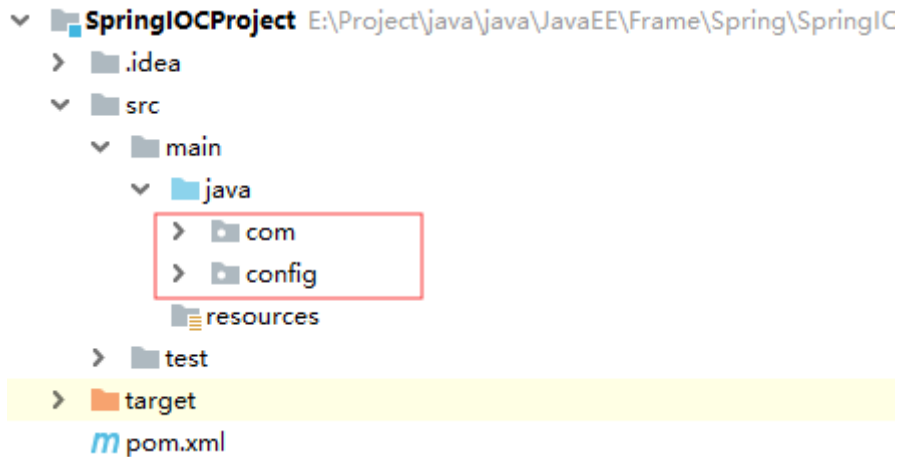 SpringIOCProject E:\Project\java\java\JavaEE\Frame\Spring\SpringIC
.idea
src
main
java
com
config
resources
test
target
pom.xml